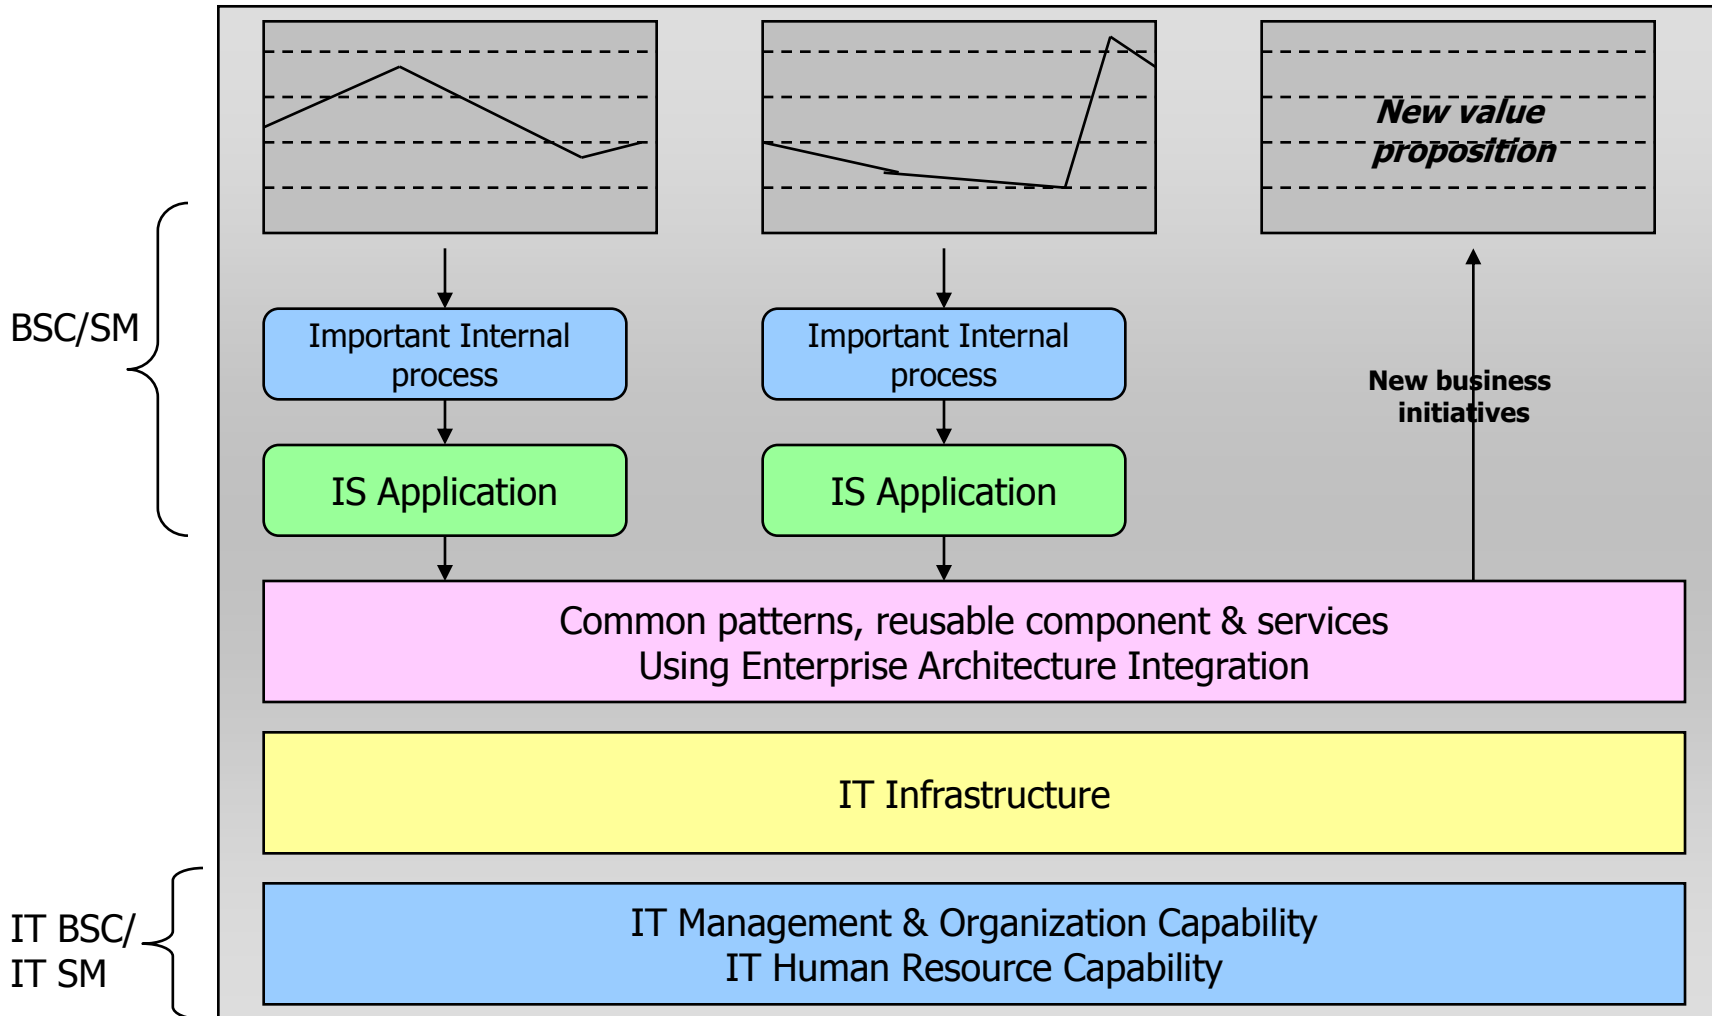 New value
proposition
BSC/SM
Important Internal
process
Important Internal
process
New business
initiatives
IS Application
IS Application
Common patterns, reusable component & services
Using Enterprise Architecture Integration
IT Infrastructure
IT BSC/
IT SM
IT Management & Organization Capability
IT Human Resource Capability